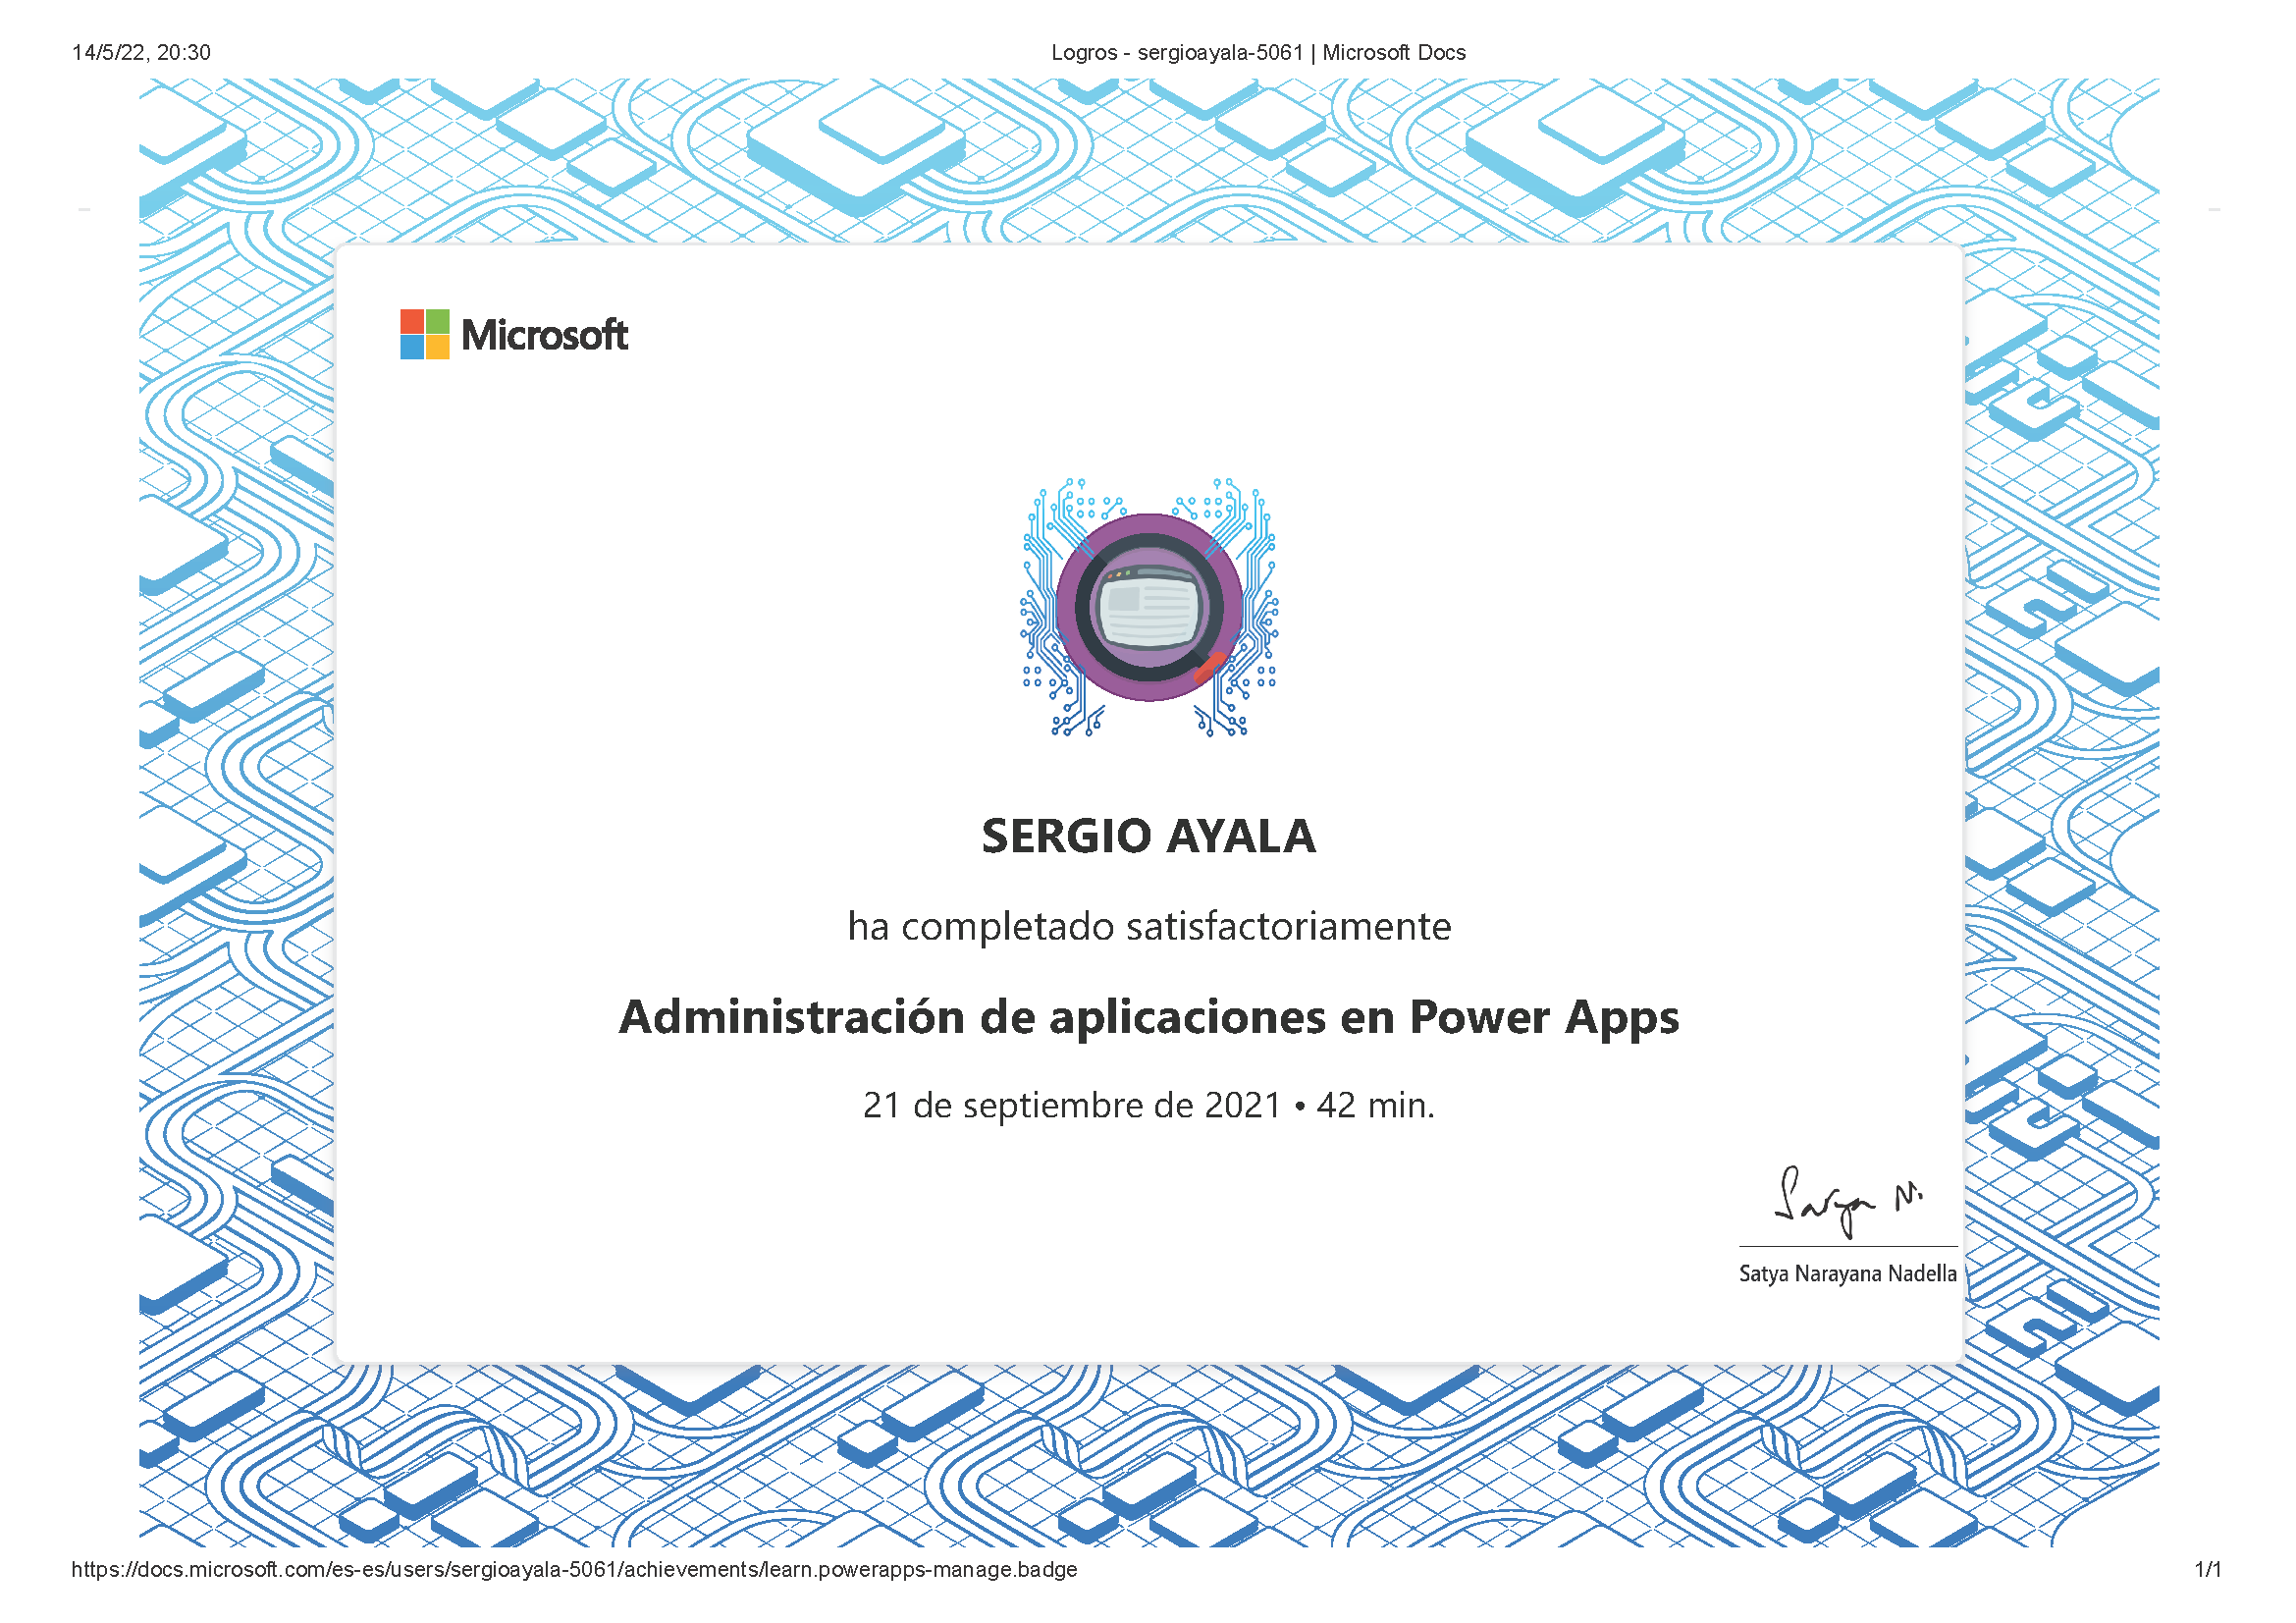 14/5/22, 20:30
Logros - sergioayala-5061 | Microsoft Docs
Microsoft
SERGIO AYALA
ha completado satisfactoriamente
Administración de aplicaciones en Power Apps
21 de septiembre de 2021 • 42 min.
Satya N.
Satya Narayana Nadella
https://docs.microsoft.com/es-es/users/sergioayala-5061/achievements/learn.powerapps-manage.badge
1/1